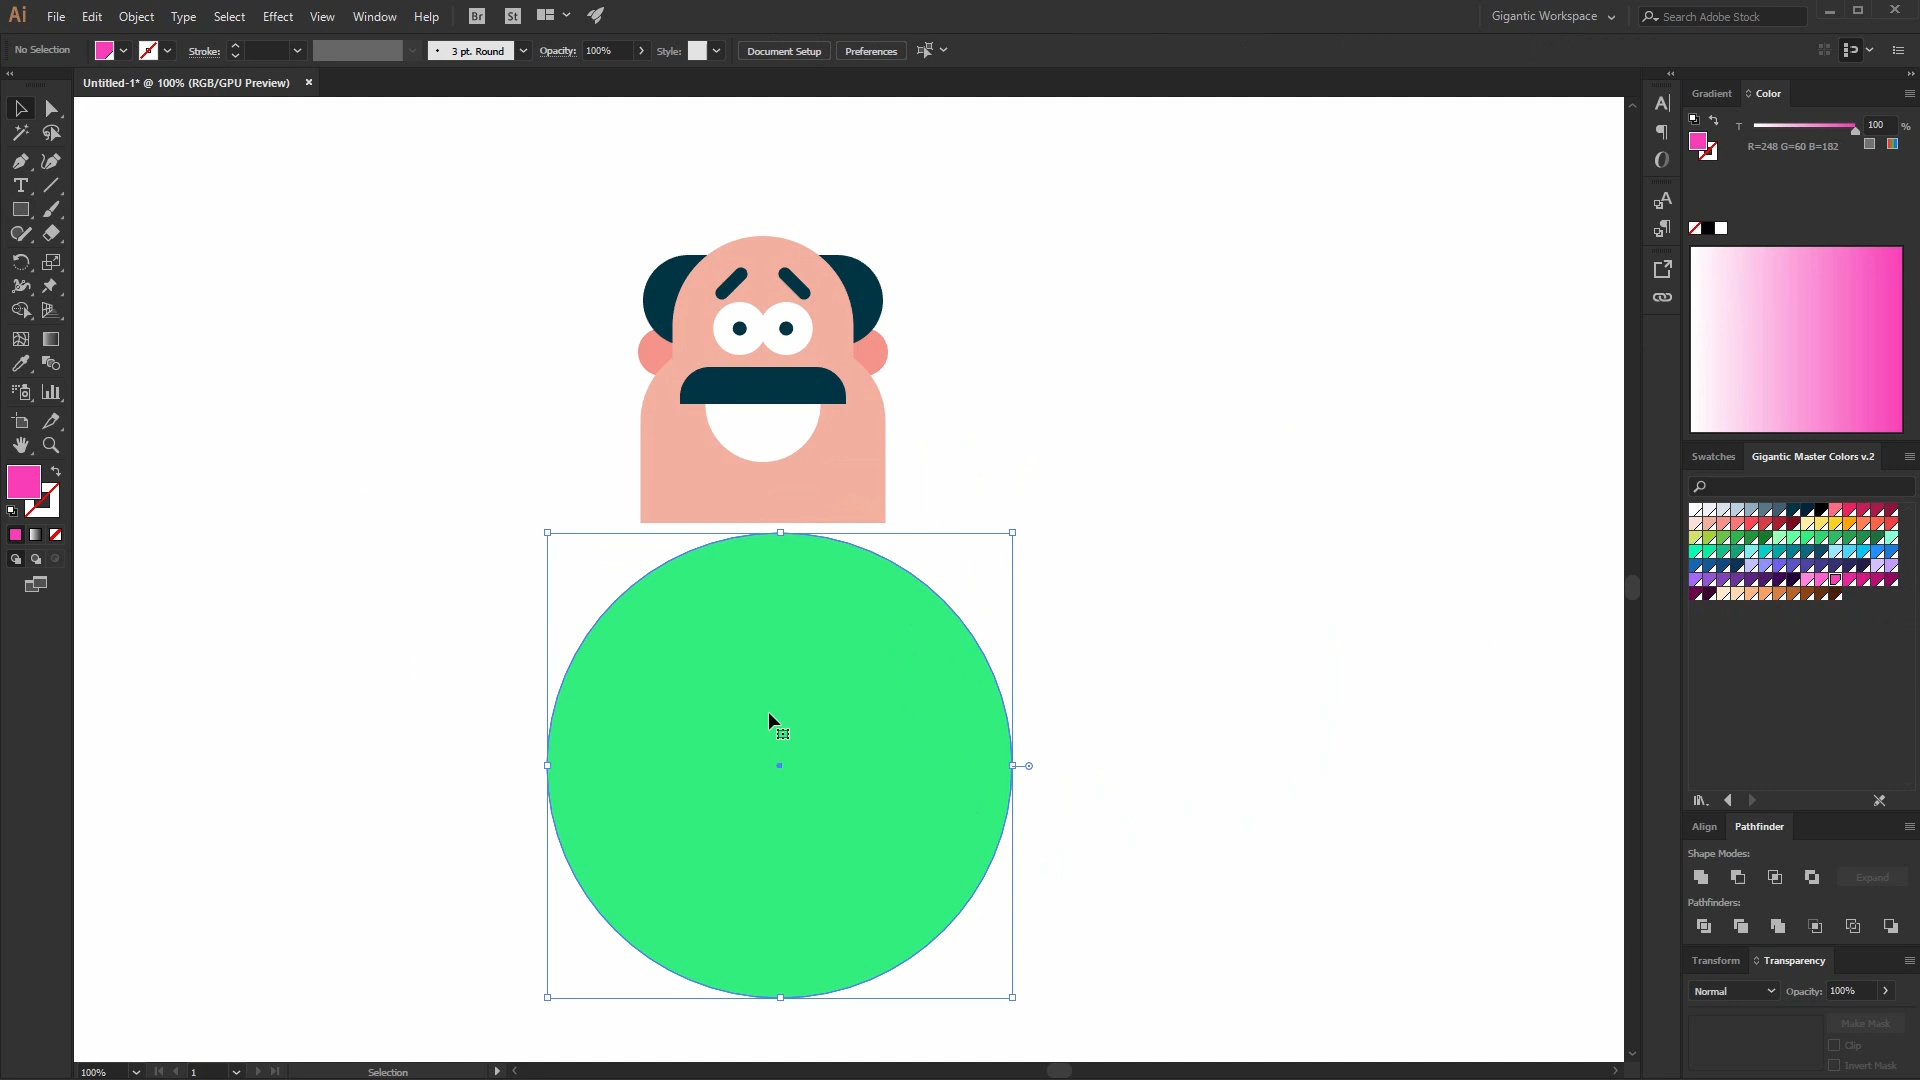 Ai File Edit Object Type Select Effect View Window Help Br St Gigantic Workspace Search Adobe Stock
No Selection Stroke: 3 pt. Round Opacity: 100% Style: Document Setup Preferences
Untitled-1* @ 100% (RGB/GPU Preview)
Gradient Color
T 100 %
R=248 G=60 B=182
Swatches Gigantic Master Colors v.2
Align Pathfinder
Shape Modes:
Expand
Pathfinders:
Transform Transparency
Normal Opacity: 100%
Make Mask
Clip
Invert Mask
100% 1 Selection